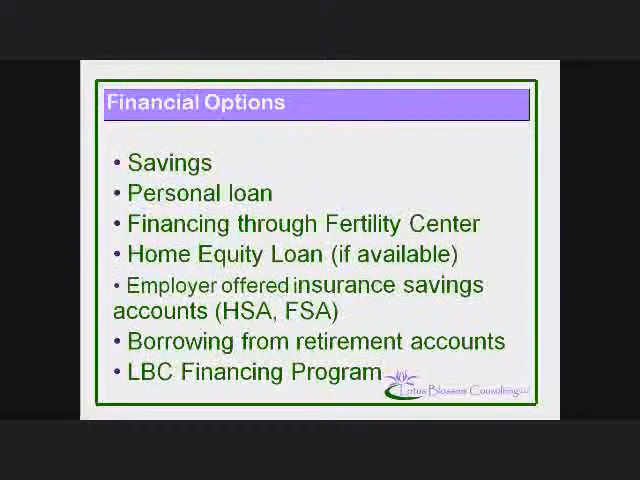 Financial Options
• Savings
• Personal loan
• Financing through Fertility Center
• Home Equity Loan (if available)
• Employer offered insurance savings
accounts (HSA, FSA)
• Borrowing from retirement accounts
• LBC Financing Program
Lotus Blossom Consulting